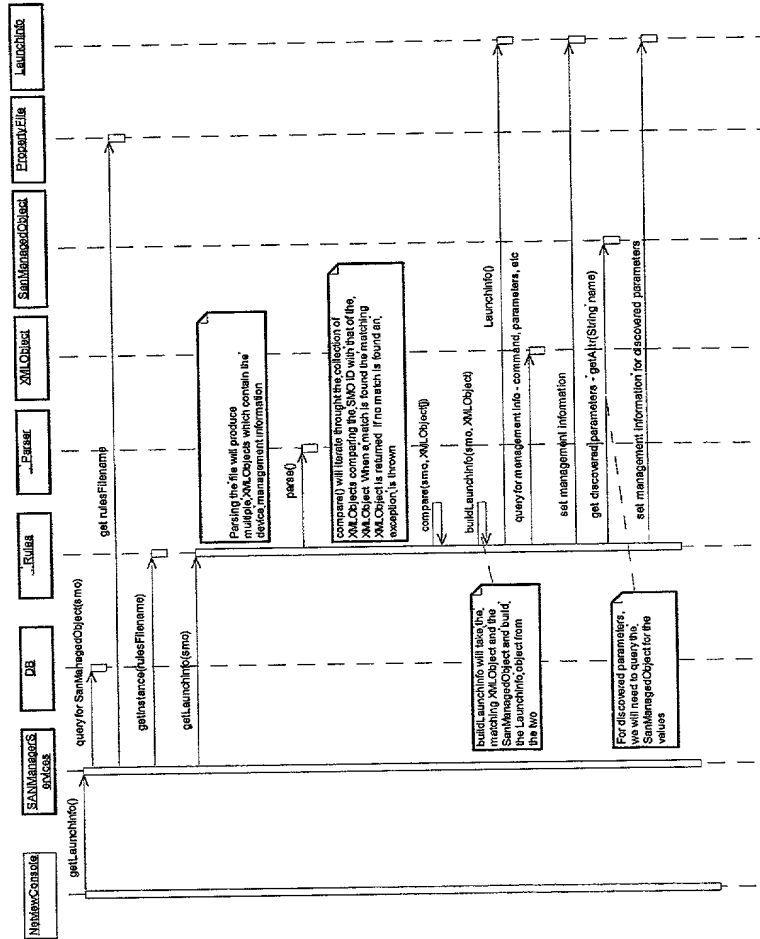 NetviewConsole
SANManagerS
ervices
DB
_:Rules
_:Parser
XMLObject
SanManagedObject
PropertyFile
LaunchInfo
getLaunchInfo()
query for SanManagedObject(smo)
get rulesFilename
getInstance(rulesFilename)
getLaunchInfo(smo)
Parsing the file will produce
multiple XMLObjects which contain the
device management information
parse()
compare() will iterate throught the collection of
XMLObjects comparing the SMO ID with that of the
XMLObject When a match is found the matching
XMLObject is returned If no match is found an
exception is thrown
compare(smo, XMLObject[])
buildLaunchInfo(smo, XMLObject)
buildLaunchInfo will take the
matching XMLObject and the
SanManagedObject and build
the LaunchInfo object from
the two
LaunchInfo()
query for management info - command, parameters, etc
set management information
get discovered parameters - getAttr(String name)
For discovered parameters,
we will need to query the
SanManagedObject for the
values
set management information for discovered parameters